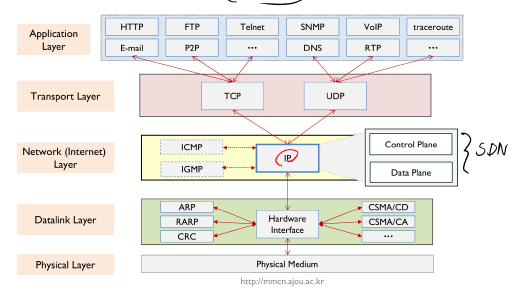 HTTP FTP Telnet SNMP VoIP traceroute
Application Layer
E-mail P2P ... DNS RTP ...
Transport Layer
TCP UDP
Network (Internet) Layer
ICMP
IGMP
IP
Control Plane
Data Plane
SDN
Datalink Layer
ARP
RARP
CRC
Hardware Interface
CSMA/CD
CSMA/CA
...
Physical Layer
Physical Medium
http://mmcn.ajou.ac.kr